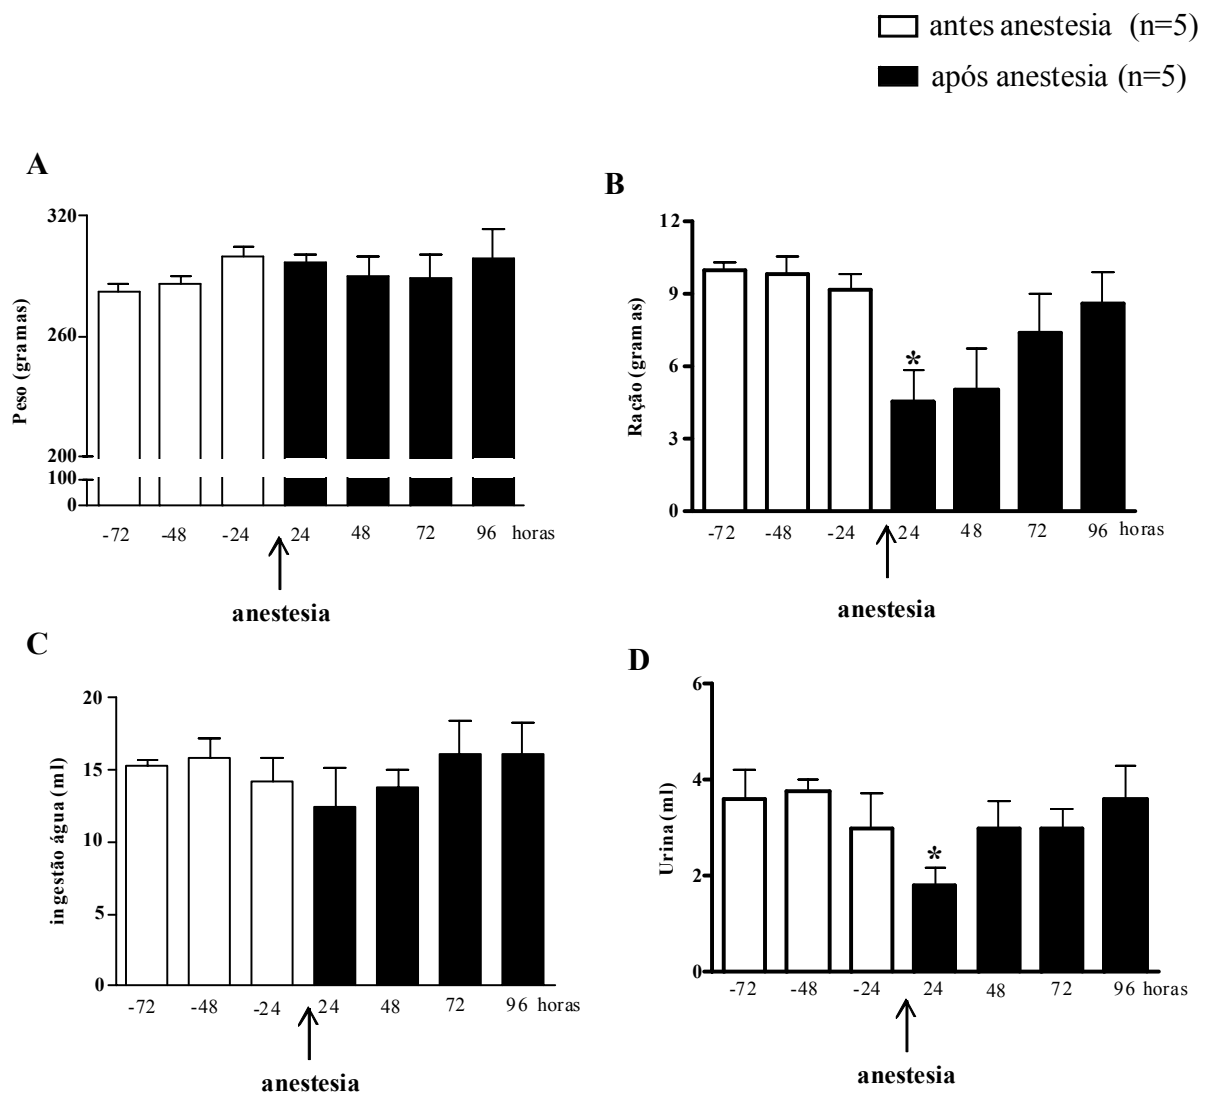 antes anestesia (n=5)
após anestesia (n=5)
A
Peso (gramas)
320
260
200
100
0
-72 -48 -24 24 48 72 96 horas
anestesia
B
Ração (gramas)
12
9
6
3
0
*
-72 -48 -24 24 48 72 96 horas
anestesia
C
ingestão água (ml)
20
15
10
5
0
-72 -48 -24 24 48 72 96 horas
anestesia
D
Urina (ml)
6
4
2
0
*
-72 -48 -24 24 48 72 96 horas
anestesia